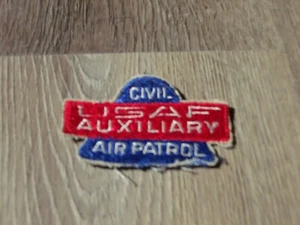 CIVIL
USAF
AUXILIARY
AIR PATROL